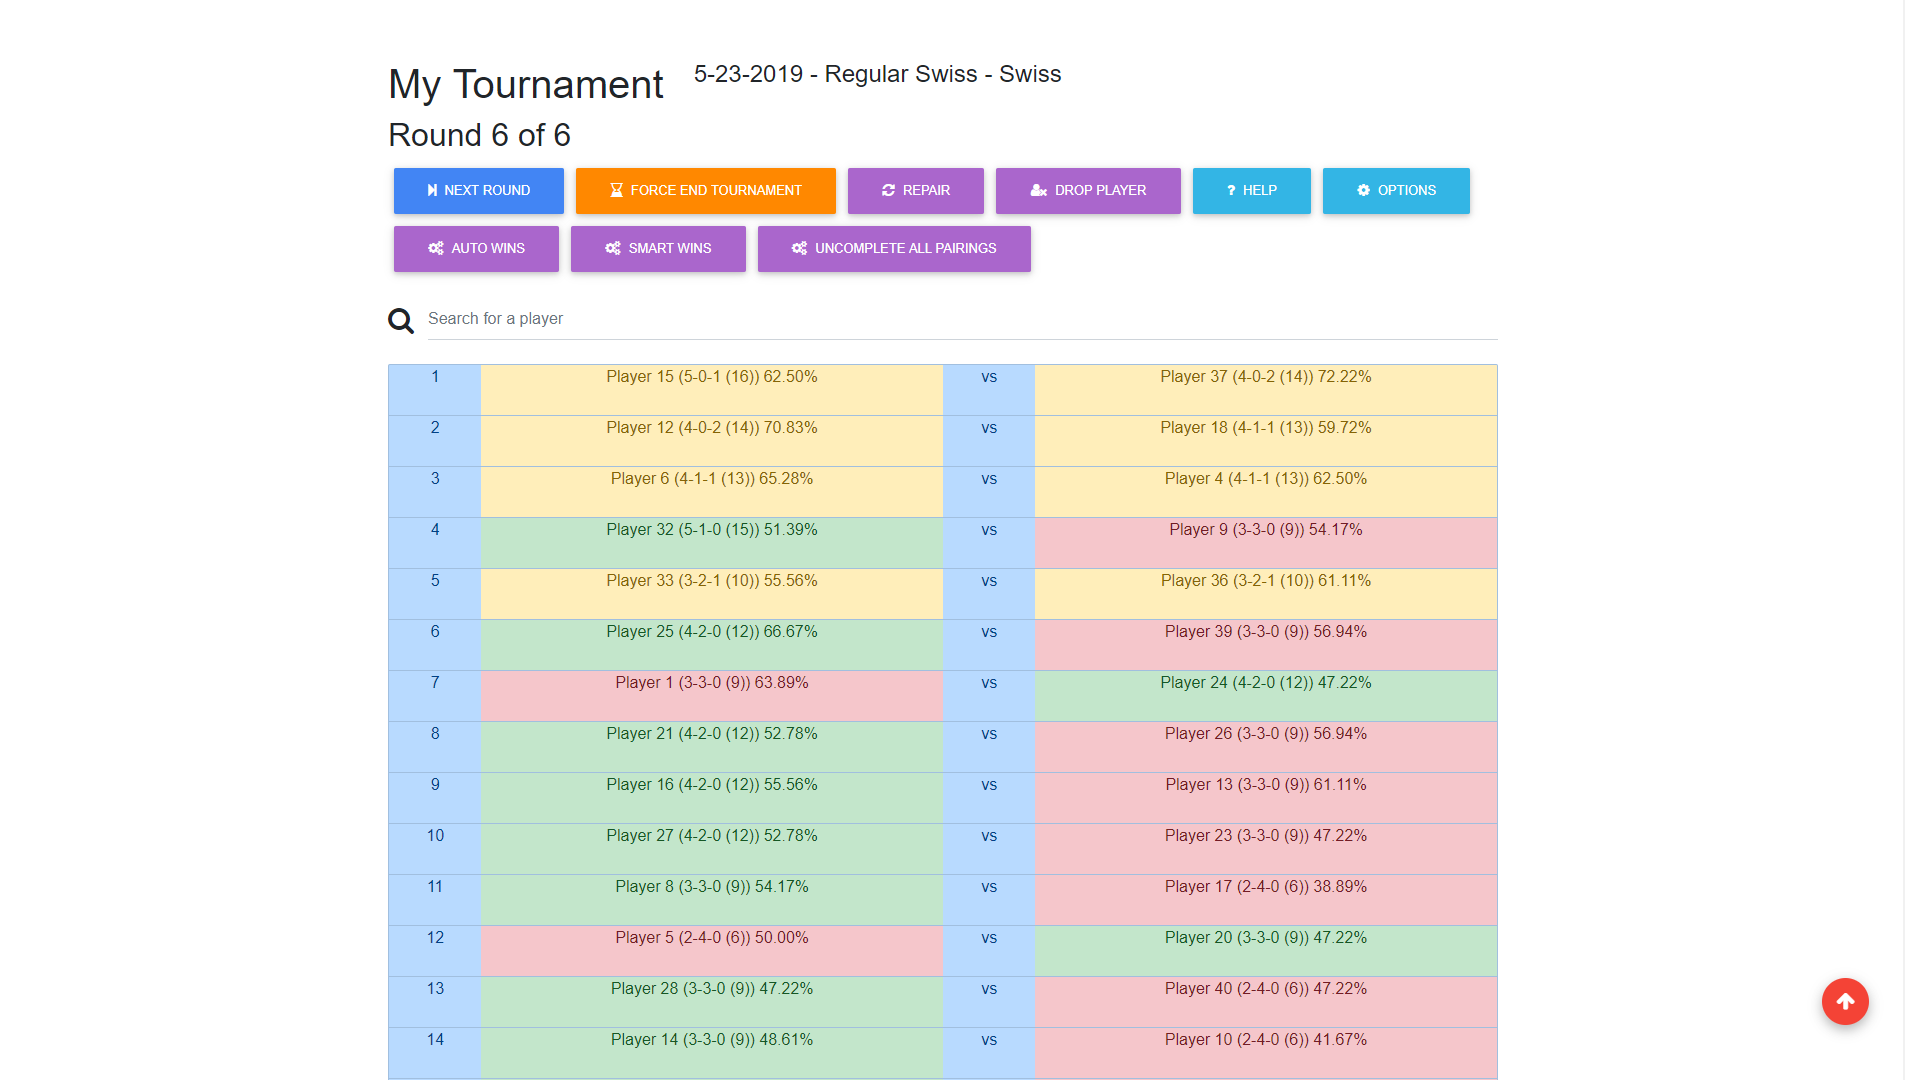 My Tournament 5-23-2019 - Regular Swiss - Swiss
Round 6 of 6
NEXT ROUND FORCE END TOURNAMENT REPAIR DROP PLAYER ? HELP OPTIONS
AUTO WINS SMART WINS UNCOMPLETE ALL PAIRINGS
Search for a player
1 Player 15 (5-0-1 (16)) 62.50% vs Player 37 (4-0-2 (14)) 72.22%
2 Player 12 (4-0-2 (14)) 70.83% vs Player 18 (4-1-1 (13)) 59.72%
3 Player 6 (4-1-1 (13)) 65.28% vs Player 4 (4-1-1 (13)) 62.50%
4 Player 32 (5-1-0 (15)) 51.39% vs Player 9 (3-3-0 (9)) 54.17%
5 Player 33 (3-2-1 (10)) 55.56% vs Player 36 (3-2-1 (10)) 61.11%
6 Player 25 (4-2-0 (12)) 66.67% vs Player 39 (3-3-0 (9)) 56.94%
7 Player 1 (3-3-0 (9)) 63.89% vs Player 24 (4-2-0 (12)) 47.22%
8 Player 21 (4-2-0 (12)) 52.78% vs Player 26 (3-3-0 (9)) 56.94%
9 Player 16 (4-2-0 (12)) 55.56% vs Player 13 (3-3-0 (9)) 61.11%
10 Player 27 (4-2-0 (12)) 52.78% vs Player 23 (3-3-0 (9)) 47.22%
11 Player 8 (3-3-0 (9)) 54.17% vs Player 17 (2-4-0 (6)) 38.89%
12 Player 5 (2-4-0 (6)) 50.00% vs Player 20 (3-3-0 (9)) 47.22%
13 Player 28 (3-3-0 (9)) 47.22% vs Player 40 (2-4-0 (6)) 47.22%
14 Player 14 (3-3-0 (9)) 48.61% vs Player 10 (2-4-0 (6)) 41.67%